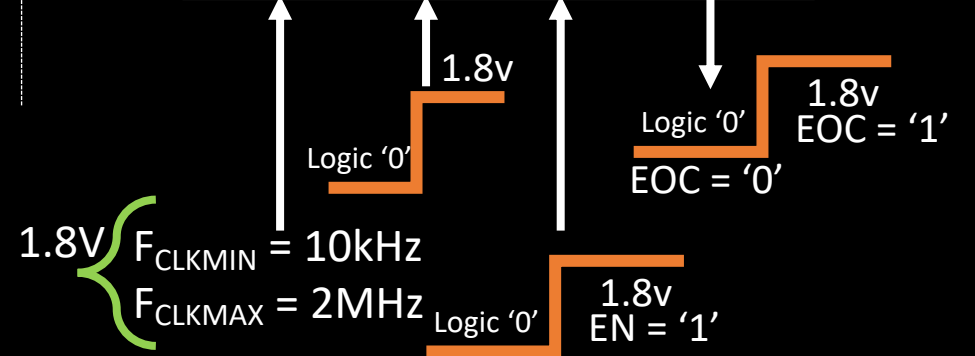 1.8v
Logic ‘0’
1.8v
Logic ‘0’
EOC = ‘1’
EOC = ‘0’
1.8V
FCLKMIN = 10kHz
FCLKMAX = 2MHz
1.8v
Logic ‘0’
EN = ‘1’